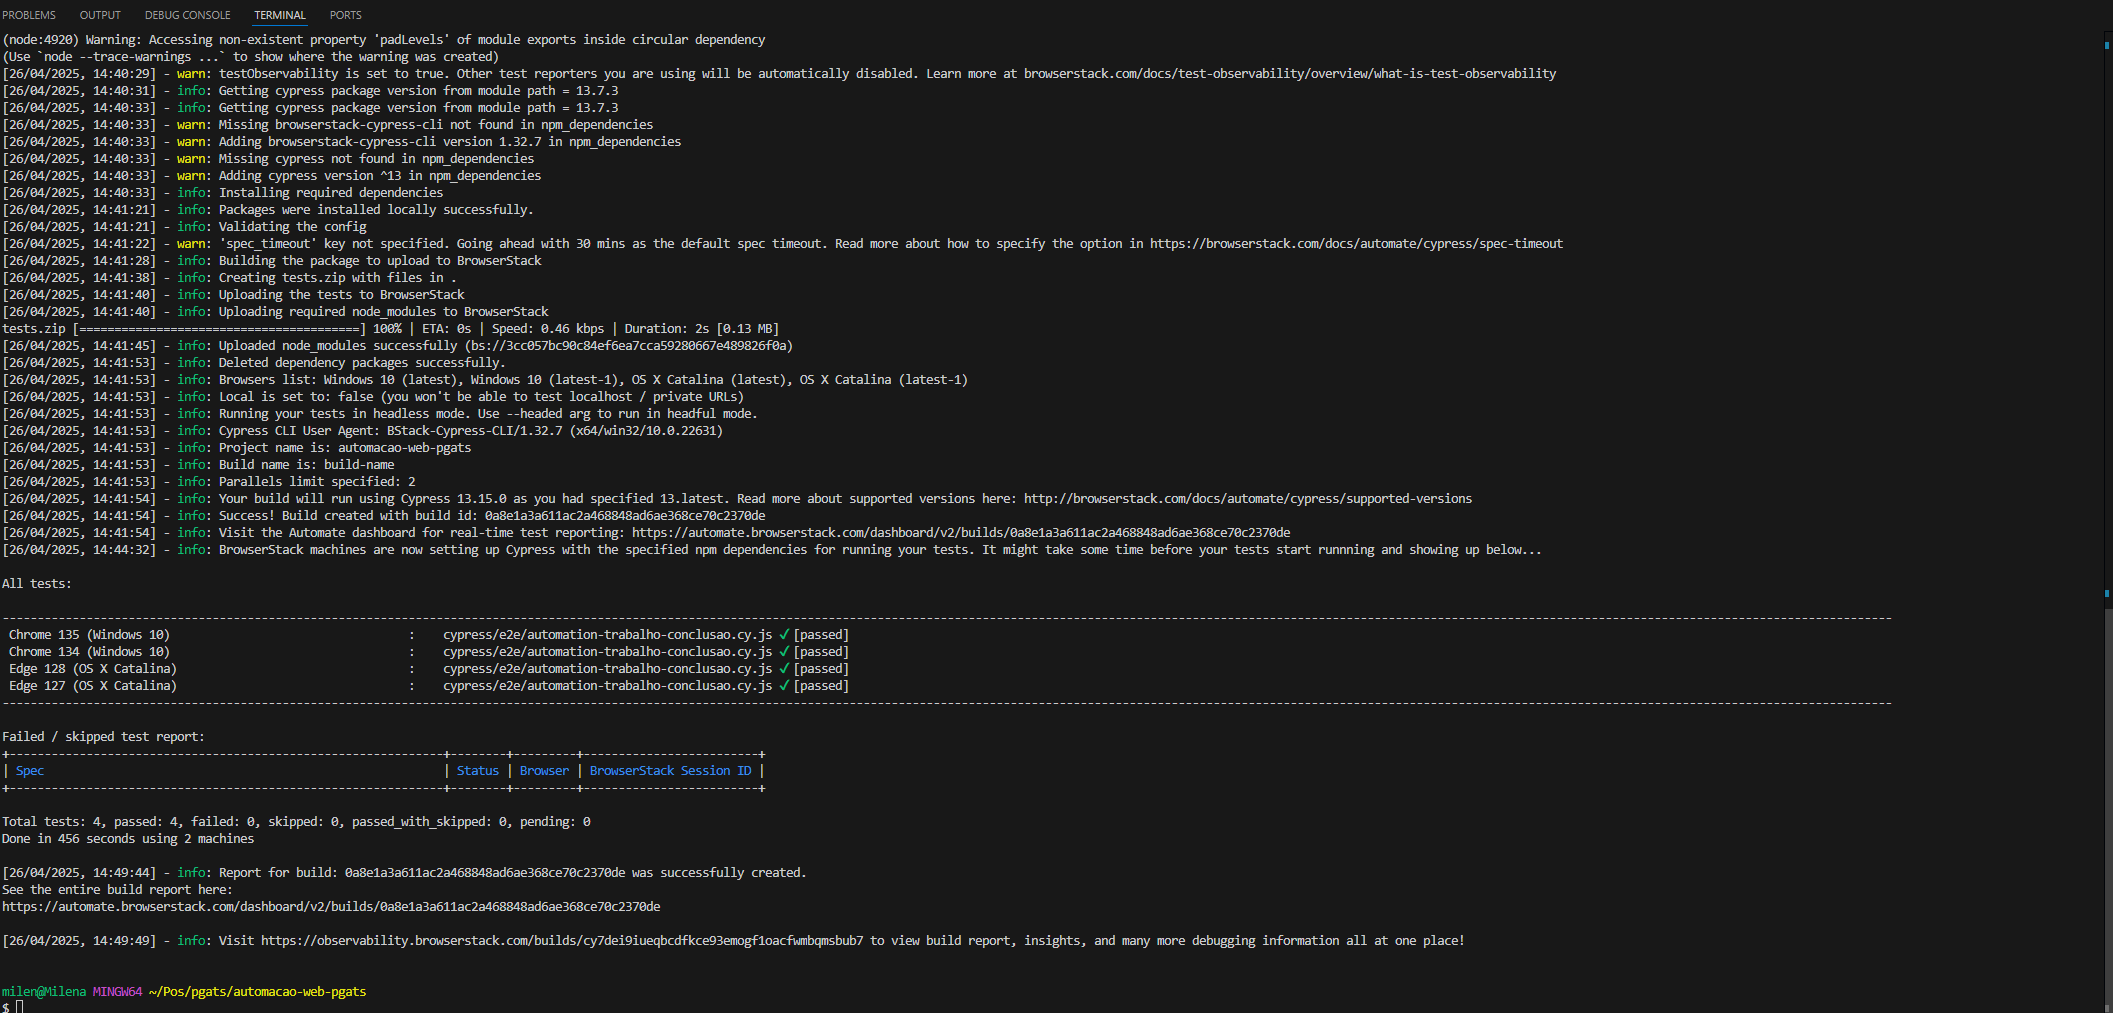 PROBLEMS OUTPUT DEBUG CONSOLE TERMINAL PORTS
(node:4920) Warning: Accessing non-existent property 'padLevels' of module exports inside circular dependency
(Use `node --trace-warnings ...` to show where the warning was created)
[26/04/2025, 14:40:29] - warn: testObservability is set to true. Other test reporters you are using will be automatically disabled. Learn more at browserstack.com/docs/test-observability/overview/what-is-test-observability
[26/04/2025, 14:40:31] - info: Getting cypress package version from module path = 13.7.3
[26/04/2025, 14:40:33] - info: Getting cypress package version from module path = 13.7.3
[26/04/2025, 14:40:33] - warn: Missing browserstack-cypress-cli not found in npm_dependencies
[26/04/2025, 14:40:33] - warn: Adding browserstack-cypress-cli version 1.32.7 in npm_dependencies
[26/04/2025, 14:40:33] - warn: Missing cypress not found in npm_dependencies
[26/04/2025, 14:40:33] - warn: Adding cypress version ^13 in npm_dependencies
[26/04/2025, 14:40:33] - info: Installing required dependencies
[26/04/2025, 14:41:21] - info: Packages were installed locally successfully.
[26/04/2025, 14:41:21] - info: Validating the config
[26/04/2025, 14:41:22] - warn: 'spec_timeout' key not specified. Going ahead with 30 mins as the default spec timeout. Read more about how to specify the option in https://browserstack.com/docs/automate/cypress/spec-timeout
[26/04/2025, 14:41:28] - info: Building the package to upload to BrowserStack
[26/04/2025, 14:41:38] - info: Creating tests.zip with files in .
[26/04/2025, 14:41:40] - info: Uploading the tests to BrowserStack
[26/04/2025, 14:41:40] - info: Uploading required node_modules to BrowserStack
tests.zip [========================================] 100% | ETA: 0s | Speed: 0.46 kbps | Duration: 2s [0.13 MB]
[26/04/2025, 14:41:45] - info: Uploaded node_modules successfully (bs://3cc057bc90c84ef6ea7cca59280667e489826f0a)
[26/04/2025, 14:41:53] - info: Deleted dependency packages successfully.
[26/04/2025, 14:41:53] - info: Browsers list: Windows 10 (latest), Windows 10 (latest-1), OS X Catalina (latest), OS X Catalina (latest-1)
[26/04/2025, 14:41:53] - info: Local is set to: false (you won't be able to test localhost / private URLs)
[26/04/2025, 14:41:53] - info: Running your tests in headless mode. Use --headed arg to run in headful mode.
[26/04/2025, 14:41:53] - info: Cypress CLI User Agent: BStack-Cypress-CLI/1.32.7 (x64/win32/10.0.22631)
[26/04/2025, 14:41:53] - info: Project name is: automacao-web-pgats
[26/04/2025, 14:41:53] - info: Build name is: build-name
[26/04/2025, 14:41:53] - info: Parallels limit specified: 2
[26/04/2025, 14:41:54] - info: Your build will run using Cypress 13.15.0 as you had specified 13.latest. Read more about supported versions here: http://browserstack.com/docs/automate/cypress/supported-versions
[26/04/2025, 14:41:54] - info: Success! Build created with build id: 0a8e1a3a611ac2a468848ad6ae368ce70c2370de
[26/04/2025, 14:41:54] - info: Visit the Automate dashboard for real-time test reporting: https://automate.browserstack.com/dashboard/v2/builds/0a8e1a3a611ac2a468848ad6ae368ce70c2370de
[26/04/2025, 14:44:32] - info: BrowserStack machines are now setting up Cypress with the specified npm dependencies for running your tests. It might take some time before your tests start runnning and showing up below...
All tests:
Chrome 135 (Windows 10) : cypress/e2e/automation-trabalho-conclusao.cy.js ✔ [passed]
Chrome 134 (Windows 10) : cypress/e2e/automation-trabalho-conclusao.cy.js ✔ [passed]
Edge 128 (OS X Catalina) : cypress/e2e/automation-trabalho-conclusao.cy.js ✔ [passed]
Edge 127 (OS X Catalina) : cypress/e2e/automation-trabalho-conclusao.cy.js ✔ [passed]
Failed / skipped test report:
| Spec | Status | Browser | BrowserStack Session ID |
Total tests: 4, passed: 4, failed: 0, skipped: 0, passed_with_skipped: 0, pending: 0
Done in 456 seconds using 2 machines
[26/04/2025, 14:49:44] - info: Report for build: 0a8e1a3a611ac2a468848ad6ae368ce70c2370de was successfully created.
See the entire build report here:
https://automate.browserstack.com/dashboard/v2/builds/0a8e1a3a611ac2a468848ad6ae368ce70c2370de
[26/04/2025, 14:49:49] - info: Visit https://observability.browserstack.com/builds/cy7dei9iueqbcdfkce93emogf1oacfwmbqmsbub7 to view build report, insights, and many more debugging information all at one place!
milen@Milena MINGW64 ~/Pos/pgats/automacao-web-pgats
$